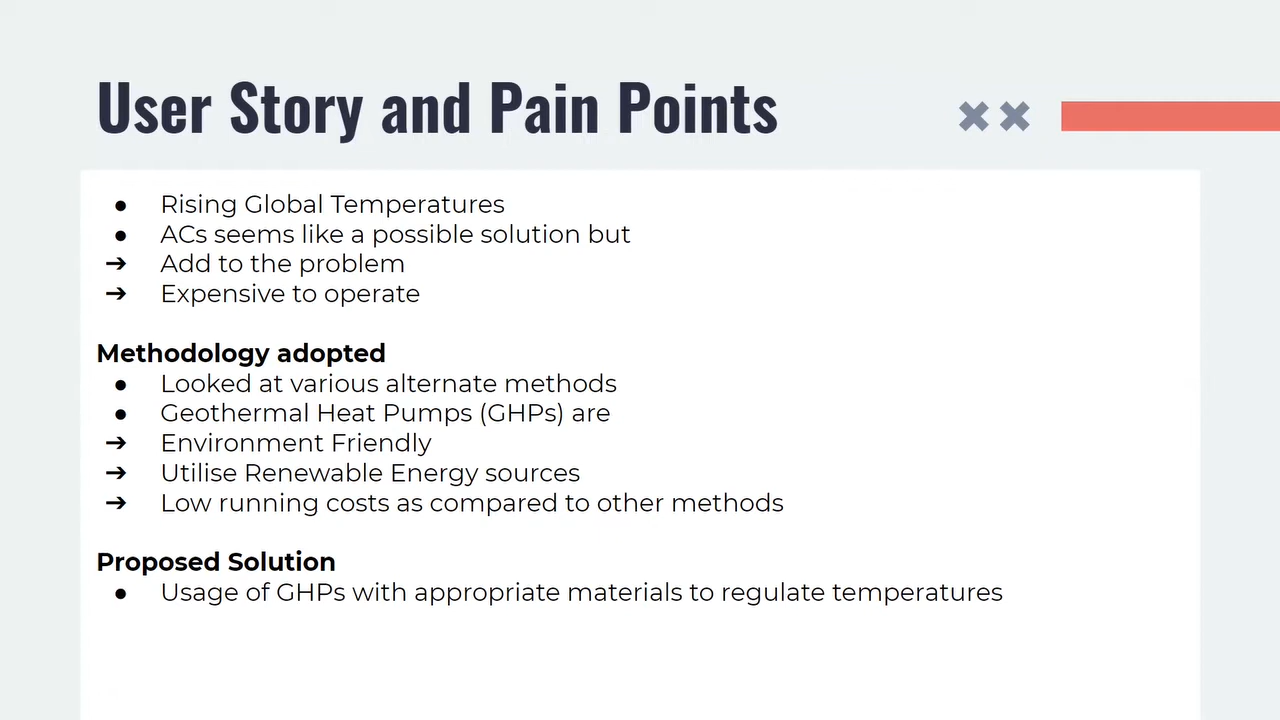 User Story and Pain Points
● Rising Global Temperatures
● ACs seems like a possible solution but
➔ Add to the problem
➔ Expensive to operate
Methodology adopted
● Looked at various alternate methods
● Geothermal Heat Pumps (GHPs) are
➔ Environment Friendly
➔ Utilise Renewable Energy sources
➔ Low running costs as compared to other methods
Proposed Solution
● Usage of GHPs with appropriate materials to regulate temperatures